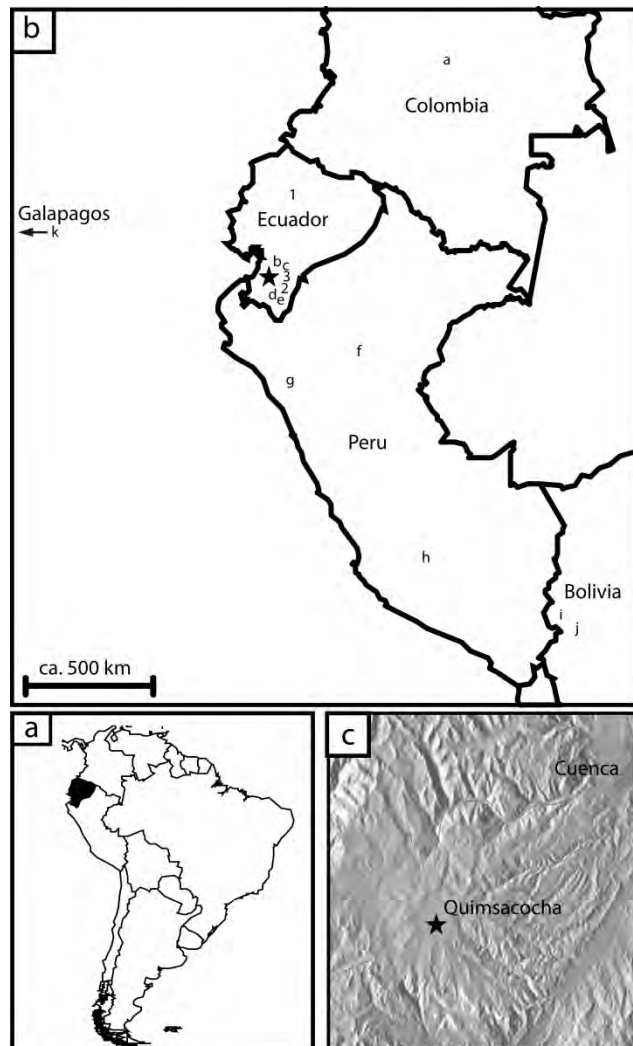 b
a
Colombia
1
Ecuador
Galapagos
k
b
c
3
2
d
e
f
g
Peru
h
Bolivia
i
j
ca. 500 km
a
c
Cuenca
Quimsacocha